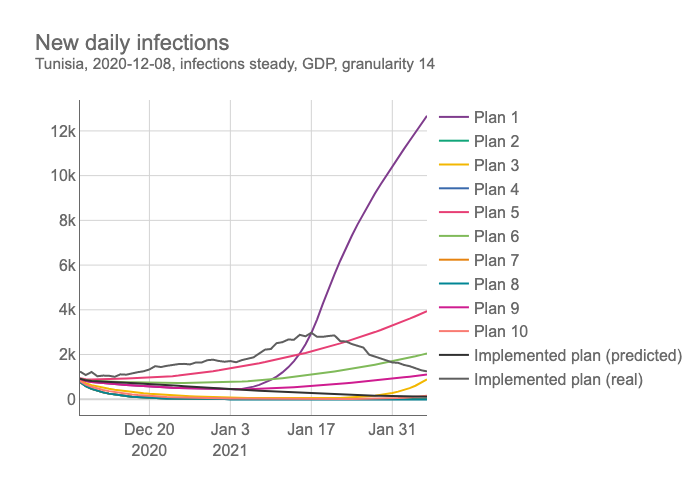 New daily infections
Tunisia, 2020-12-08, infections steady, GDP, granularity 14
12k
10k
8k
6k
4k
2k
0
Dec 20
2020
Jan 3
2021
Jan 17
Jan 31
Plan 1
Plan 2
Plan 3
Plan 4
Plan 5
Plan 6
Plan 7
Plan 8
Plan 9
Plan 10
Implemented plan (predicted)
Implemented plan (real)